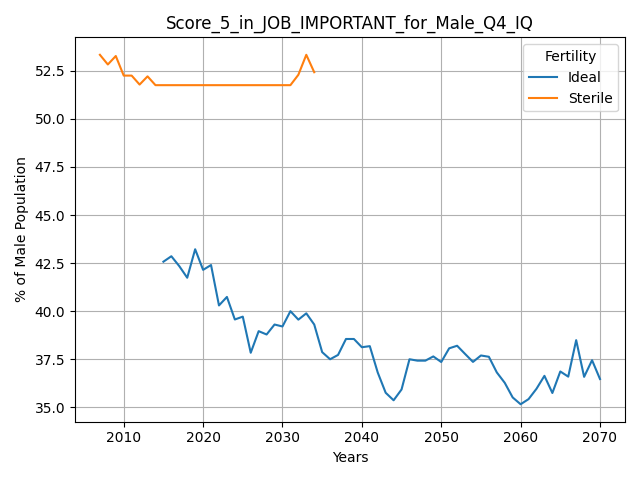 Score_5_in_JOB_IMPORTANT_for_Male_Q4_IQ
Fertility
Ideal
Sterile
% of Male Population
52.5
50.0
47.5
45.0
42.5
40.0
37.5
35.0
2010 2020 2030 2040 2050 2060 2070
Years